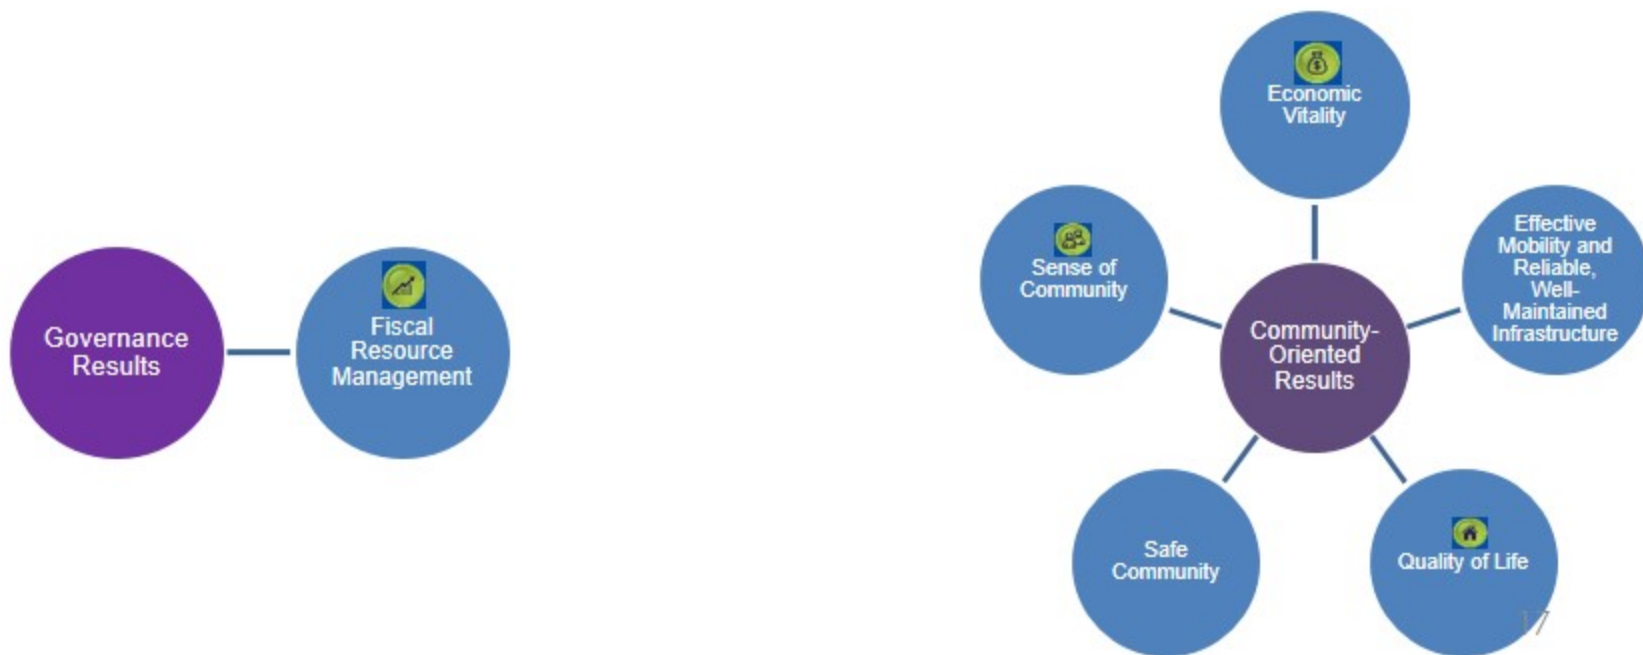 Governance
Results
Fiscal
Resource
Management
Economic
Vitality
Sense of
Community
Effective
Mobility and
Reliable,
Well-
Maintained
Infrastructure
Community-
Oriented
Results
Safe
Community
Quality of Life
17